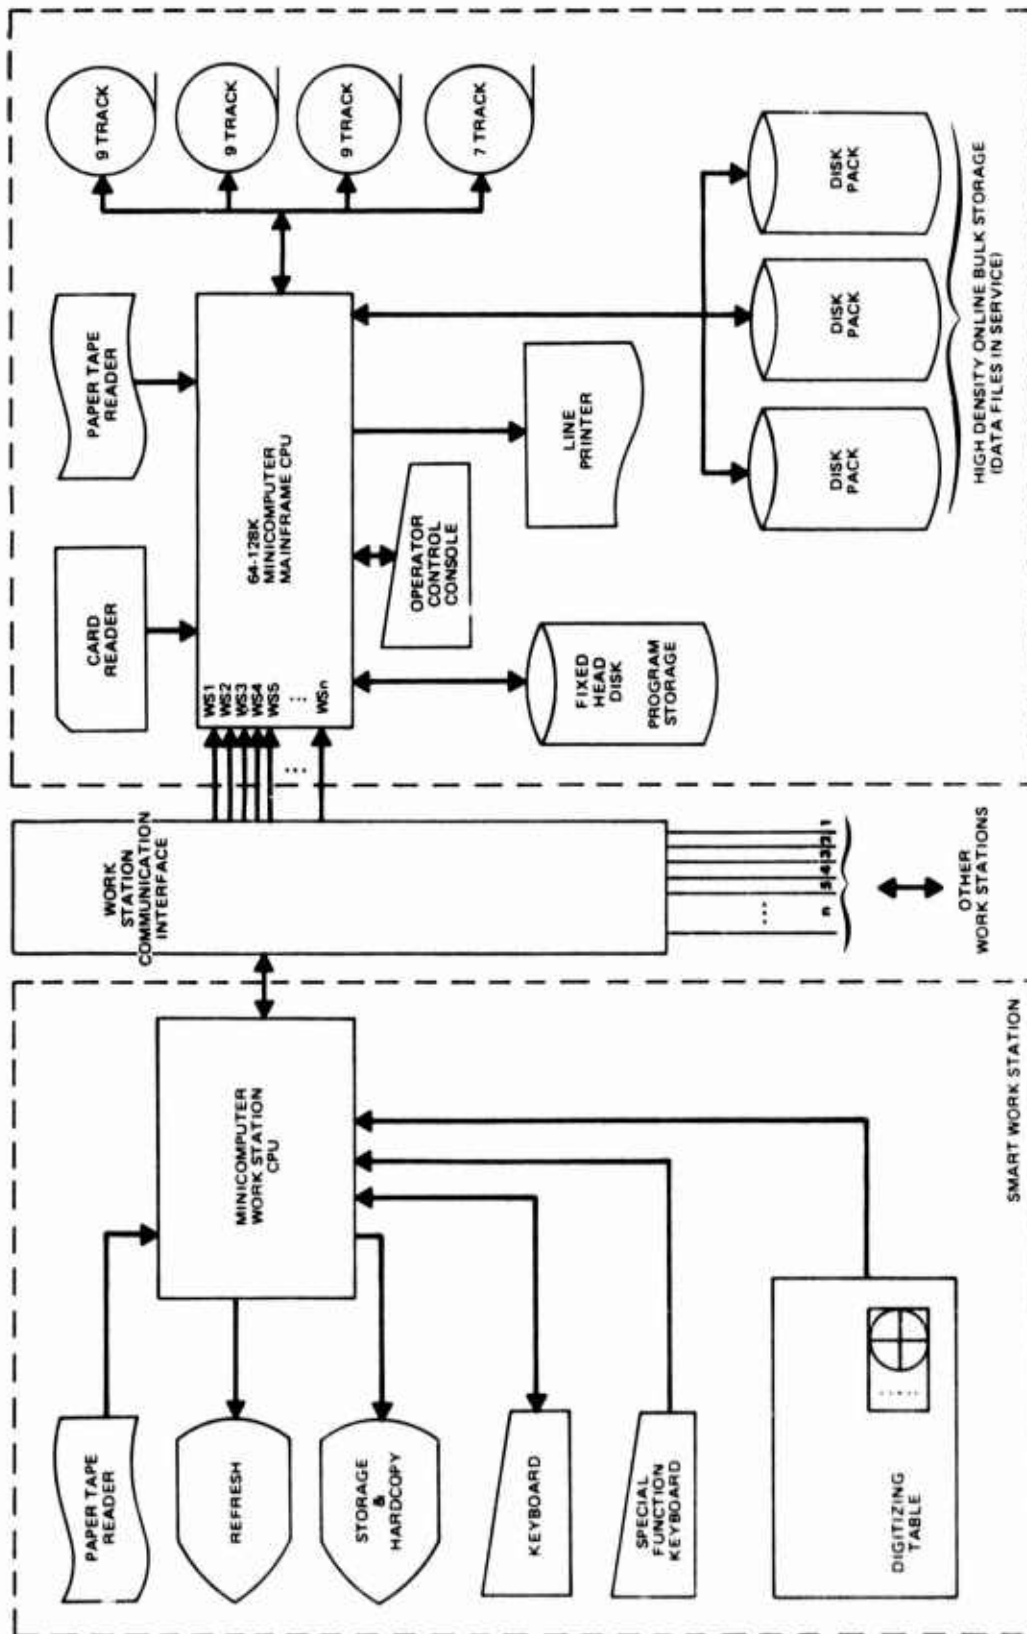 PAPER TAPE
READER
REFRESH
STORAGE
&
HARDCOPY
KEYBOARD
SPECIAL
FUNCTION
KEYBOARD
DIGITIZING
TABLE
MINICOMPUTER
WORK STATION
CPU
SMART WORK STATION
WORK
STATION
COMMUNICATION
INTERFACE
n 5 4 3 2 1
OTHER
WORK STATIONS
CARD
READER
PAPER TAPE
READER
WS1
WS2
WS3
WS4
WS5
...
WSn
64-128K
MINICOMPUTER
MAINFRAME CPU
9 TRACK
9 TRACK
9 TRACK
7 TRACK
OPERATOR
CONTROL
CONSOLE
LINE
PRINTER
FIXED
HEAD
DISK
PROGRAM
STORAGE
DISK
PACK
DISK
PACK
DISK
PACK
HIGH DENSITY ONLINE BULK STORAGE
(DATA FILES IN SERVICE)